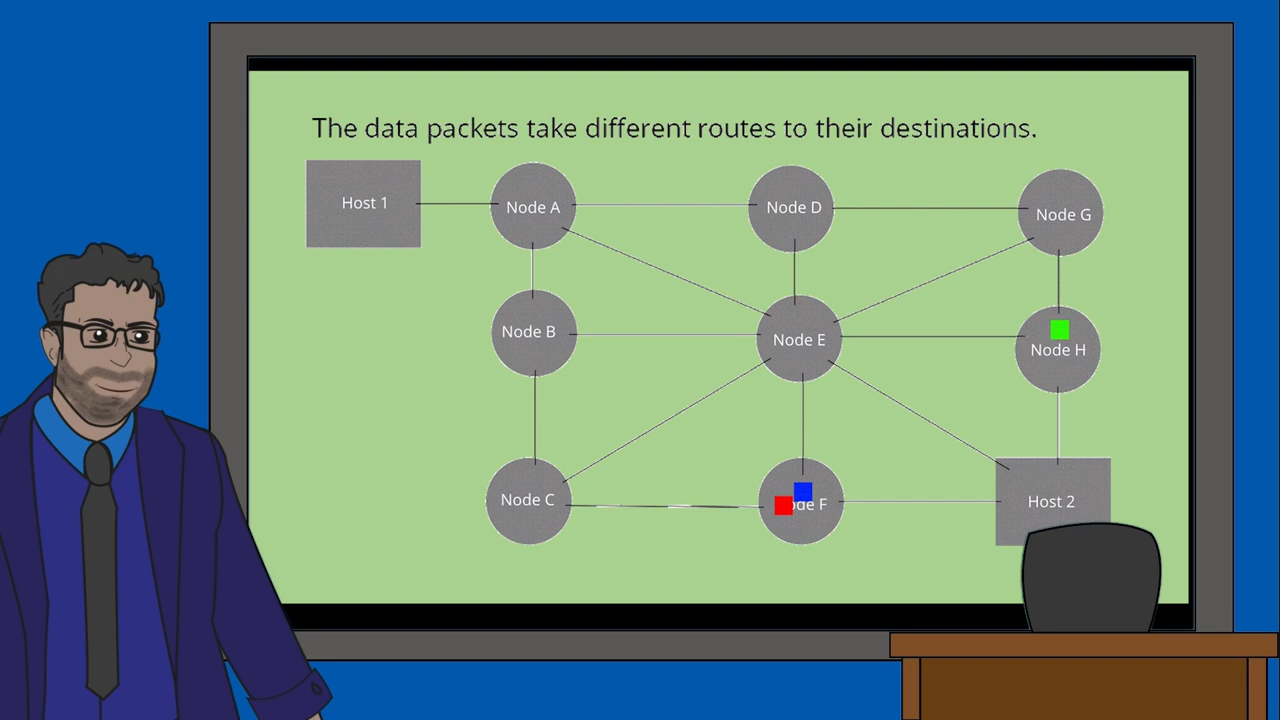 The data packets take different routes to their destinations.
Host 1
Node A
Node D
Node G
Node B
Node E
Node H
Node C
de F
Host 2